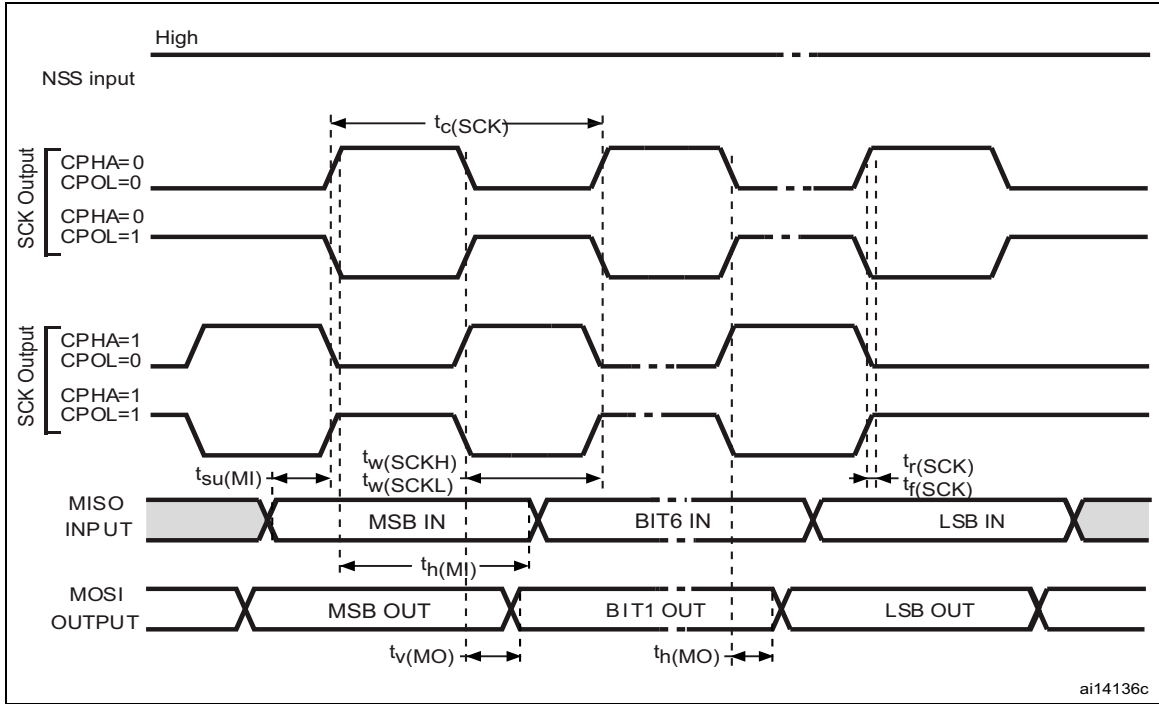 High
NSS input
tc(SCK)
SCK Output
CPHA=0
CPOL=0
CPHA=0
CPOL=1
SCK Output
CPHA=1
CPOL=0
CPHA=1
CPOL=1
tsu(MI)
tw(SCKH)
tw(SCKL)
tr(SCK)
tf(SCK)
MISO
INPUT
MSB IN
BIT6 IN
LSB IN
th(MI)
MOSI
OUTPUT
MSB OUT
BIT1 OUT
LSB OUT
tv(MO)
th(MO)
ai14136c